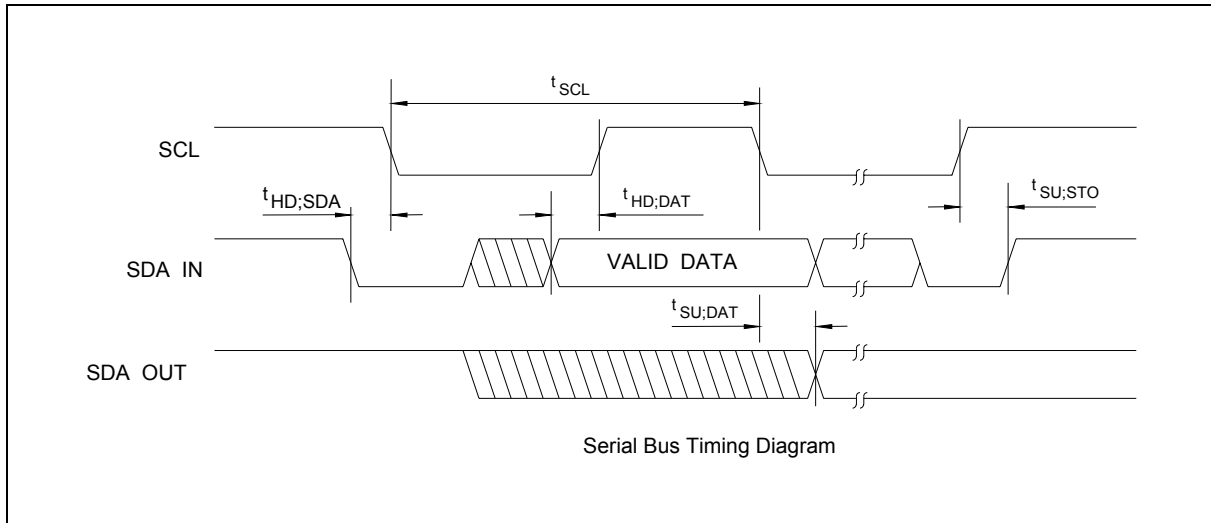 t SCL
SCL
t HD;SDA
t HD;DAT
t SU;STO
SDA IN
VALID DATA
t SU;DAT
SDA OUT
Serial Bus Timing Diagram